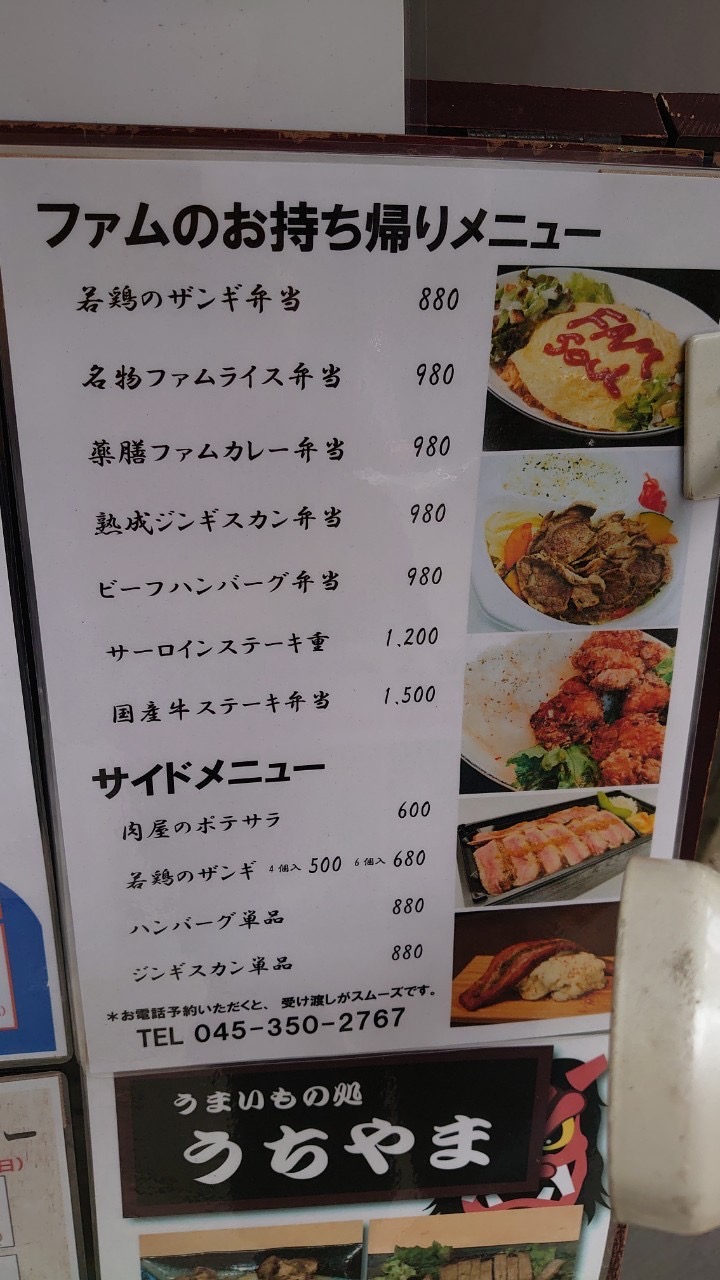 ファムのお持ち帰りメニュー
若鶏のザンギ弁当 880
名物ファムライス弁当 980
薬膳ファムカレー弁当 980
熟成ジンギスカン弁当 980
ビーフハンバーグ弁当 980
サーロインステーキ重 1.200
国産牛ステーキ弁当 1.500
サイドメニュー
肉屋のポテサラ 600
若鶏のザンギ 4個入 500 6個入 680
ハンバーグ単品 880
ジンギスカン単品 880
*お電話予約いただくと、受け渡しがスムーズです。
TEL 045-350-2767
FAM
SOUL
うまいもの処
うちやま
ー
日)